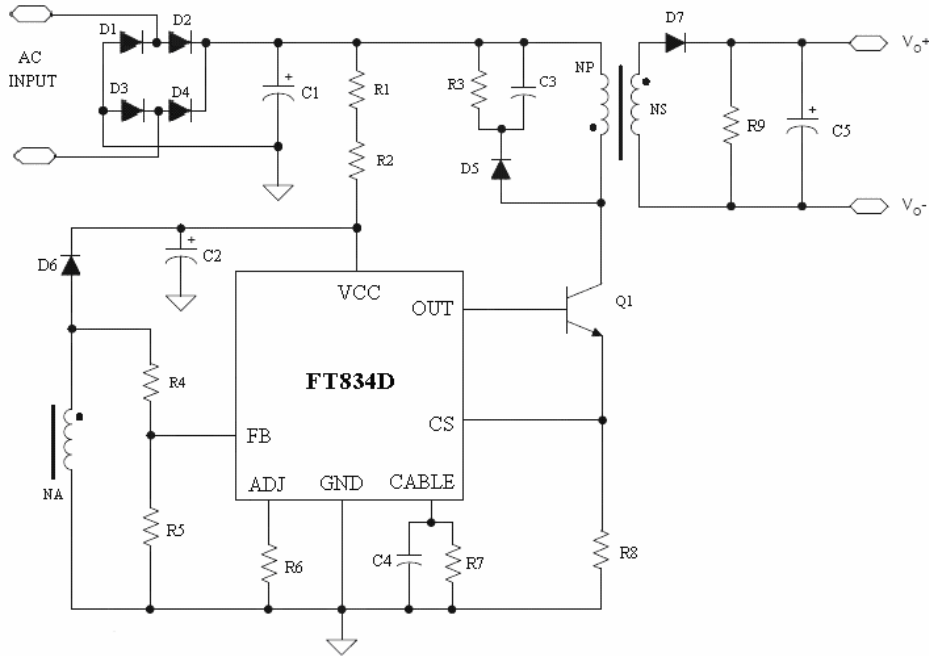 D1
D2
D7
AC
INPUT
D3
D4
C1
R1
R3
C3
NP
NS
R9
C5
Vo+
R2
D5
Vo-
D6
C2
VCC
OUT
Q1
FT834D
R4
FB
CS
NA
ADJ
GND
CABLE
R5
R6
C4
R7
R8
+
+
+